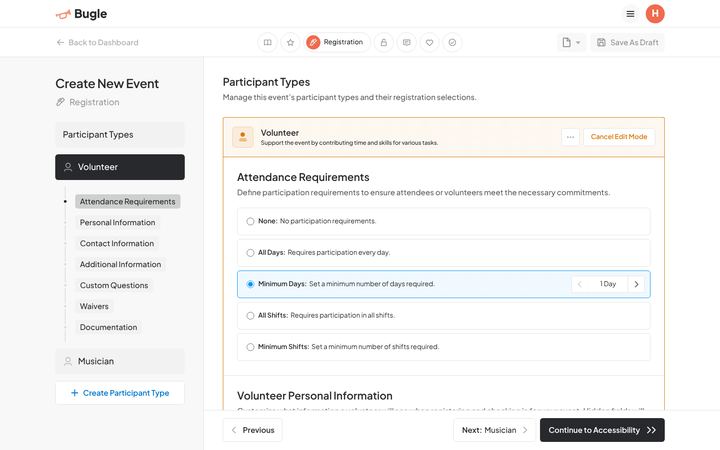 Bugle
H
Back to Dashboard
Registration
Save As Draft
Create New Event
Registration
Participant Types
Volunteer
Attendance Requirements
Personal Information
Contact Information
Additional Information
Custom Questions
Waivers
Documentation
Musician
Create Participant Type
Participant Types
Manage this event's participant types and their registration selections.
Volunteer
Support the event by contributing time and skills for various tasks.
Cancel Edit Mode
Attendance Requirements
Define participation requirements to ensure attendees or volunteers meet the necessary commitments.
None: No participation requirements.
All Days: Requires participation every day.
Minimum Days: Set a minimum number of days required.
1 Day
All Shifts: Requires participation in all shifts.
Minimum Shifts: Set a minimum number of shifts required.
Volunteer Personal Information
Previous
Next: Musician
Continue to Accessibility